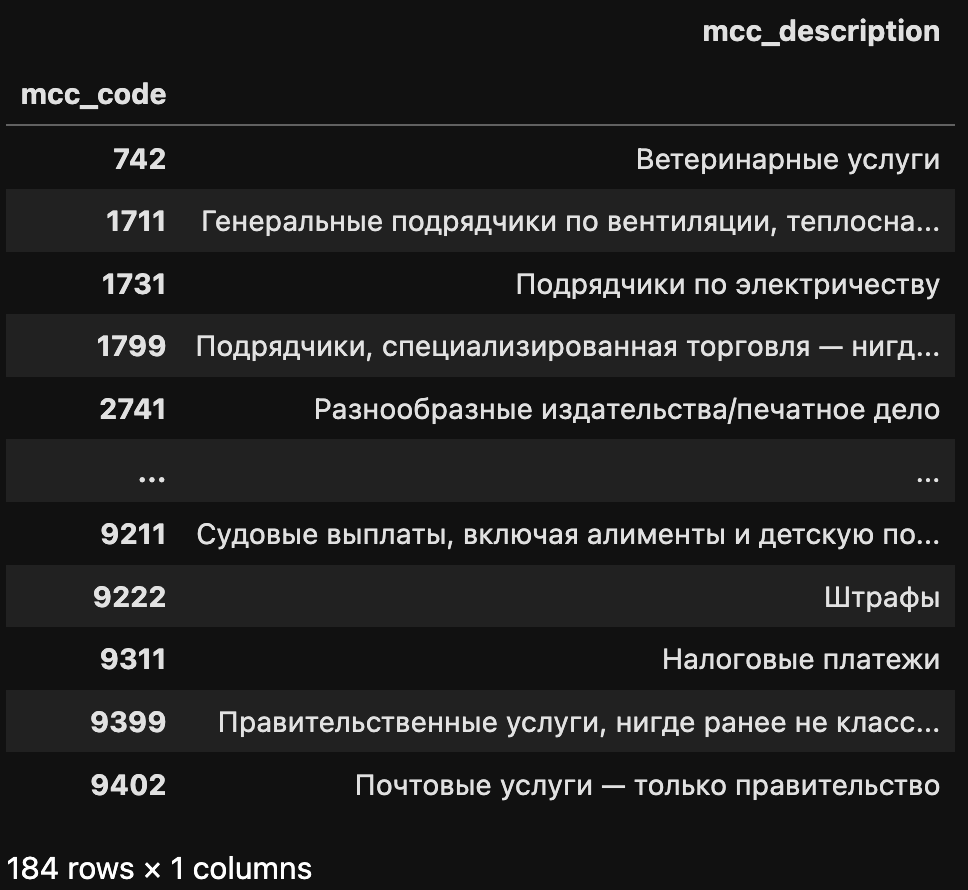 mcc_description
mcc_code
742 Ветеринарные услуги
1711 Генеральные подрядчики по вентиляции, теплосна...
1731 Подрядчики по электричеству
1799 Подрядчики, специализированная торговля — нигд...
2741 Разнообразные издательства/печатное дело
... ...
9211 Судовые выплаты, включая алименты и детскую по...
9222 Штрафы
9311 Налоговые платежи
9399 Правительственные услуги, нигде ранее не класс...
9402 Почтовые услуги — только правительство
184 rows × 1 columns